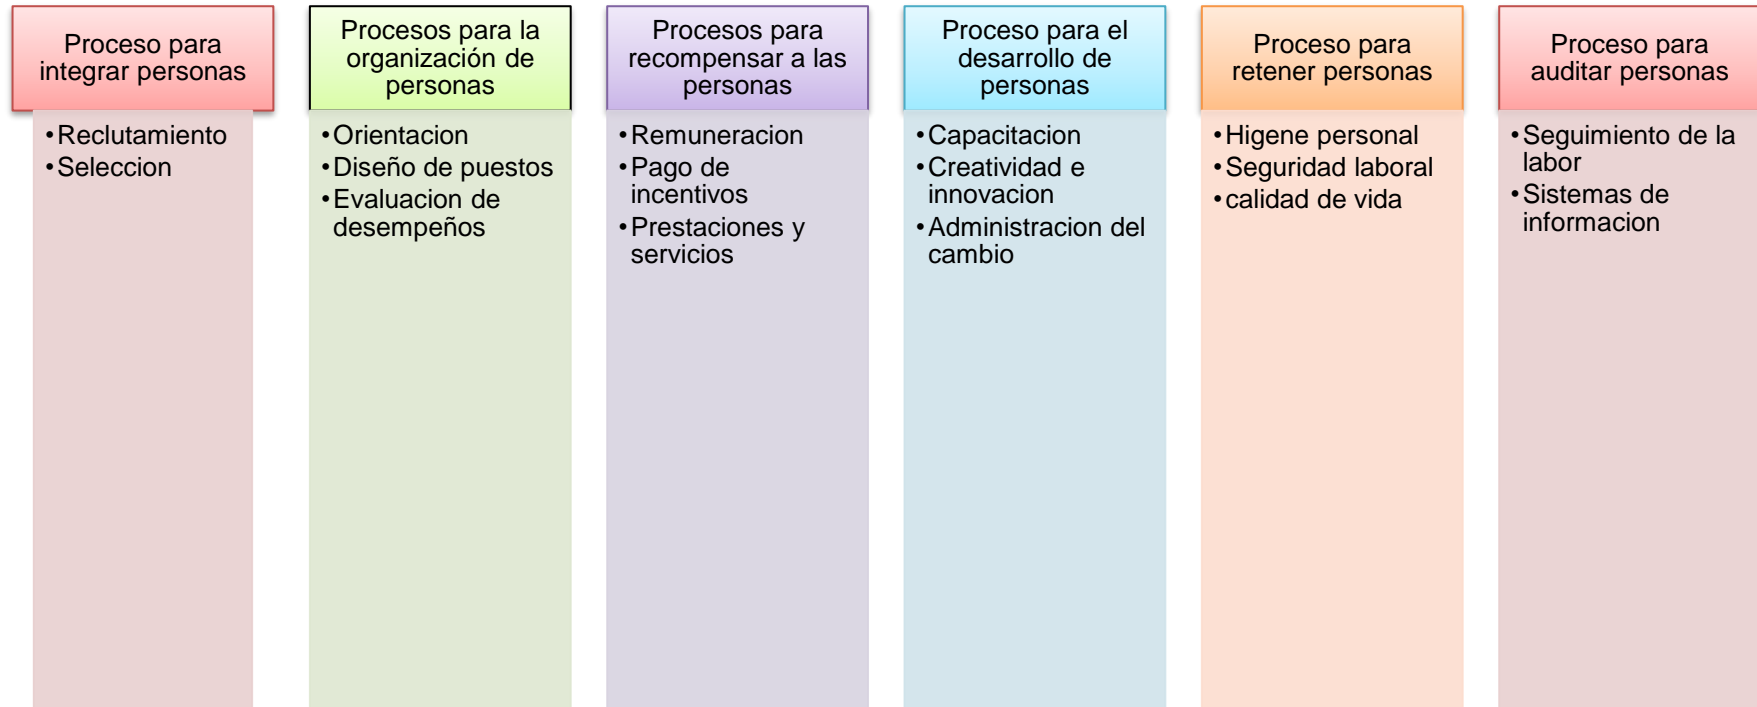 Proceso para
integrar personas
•Reclutamiento
•Seleccion
Procesos para la
organización de
personas
•Orientacion
•Diseño de puestos
•Evaluacion de
desempeños
Procesos para
recompensar a las
personas
•Remuneracion
•Pago de
incentivos
•Prestaciones y
servicios
Proceso para el
desarrollo de
personas
•Capacitacion
•Creatividad e
innovacion
•Administracion del
cambio
Proceso para
retener personas
•Higene personal
•Seguridad laboral
•calidad de vida
Proceso para
auditar personas
•Seguimiento de la
labor
•Sistemas de
informacion